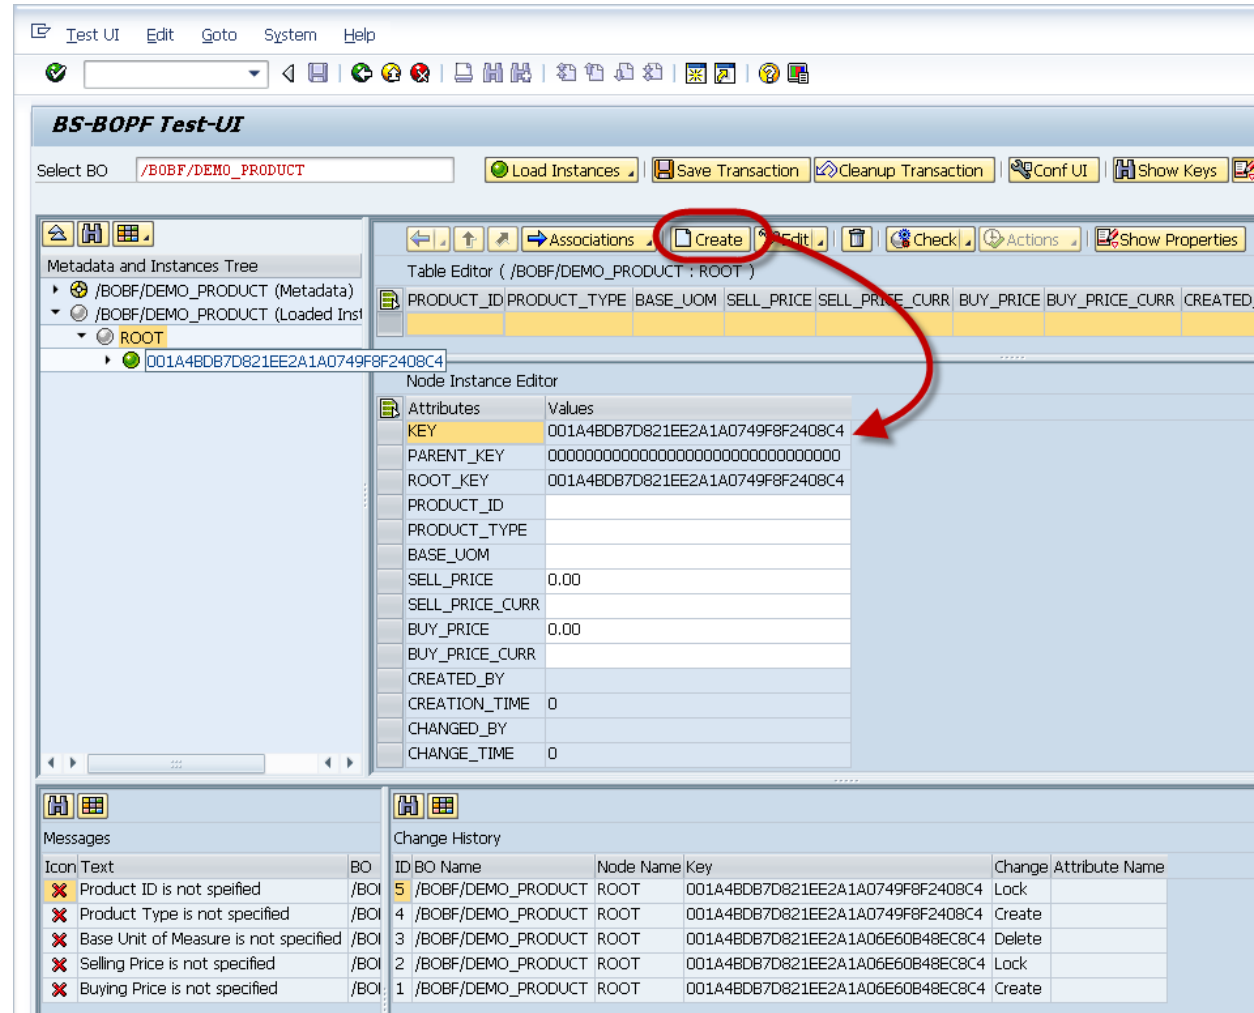 Test UI Edit Goto System Help
BS-BOPF Test-UI
Select BO /BOBF/DEMO_PRODUCT Load Instances Save Transaction Cleanup Transaction Conf UI Show Keys
Associations Create Edit Check Actions Show Properties
Metadata and Instances Tree
/BOBF/DEMO_PRODUCT (Metadata)
/BOBF/DEMO_PRODUCT (Loaded Inst
ROOT
001A4BDB7D821EE2A1A0749F8F2408C4
Table Editor ( /BOBF/DEMO_PRODUCT : ROOT )
PRODUCT_ID PRODUCT_TYPE BASE_UOM SELL_PRICE SELL_PRICE_CURR BUY_PRICE BUY_PRICE_CURR CREATED_
Node Instance Editor
Attributes Values
KEY 001A4BDB7D821EE2A1A0749F8F2408C4
PARENT_KEY 00000000000000000000000000000000
ROOT_KEY 001A4BDB7D821EE2A1A0749F8F2408C4
PRODUCT_ID
PRODUCT_TYPE
BASE_UOM
SELL_PRICE 0.00
SELL_PRICE_CURR
BUY_PRICE 0.00
BUY_PRICE_CURR
CREATED_BY
CREATION_TIME 0
CHANGED_BY
CHANGE_TIME 0
Messages
Icon Text BO
Product ID is not speified /BOI
Product Type is not specified /BOI
Base Unit of Measure is not specified /BOI
Selling Price is not specified /BOI
Buying Price is not specified /BOI
Change History
ID BO Name Node Name Key Change Attribute Name
5 /BOBF/DEMO_PRODUCT ROOT 001A4BDB7D821EE2A1A0749F8F2408C4 Lock
4 /BOBF/DEMO_PRODUCT ROOT 001A4BDB7D821EE2A1A0749F8F2408C4 Create
3 /BOBF/DEMO_PRODUCT ROOT 001A4BDB7D821EE2A1A06E60B48EC8C4 Delete
2 /BOBF/DEMO_PRODUCT ROOT 001A4BDB7D821EE2A1A06E60B48EC8C4 Lock
1 /BOBF/DEMO_PRODUCT ROOT 001A4BDB7D821EE2A1A06E60B48EC8C4 Create